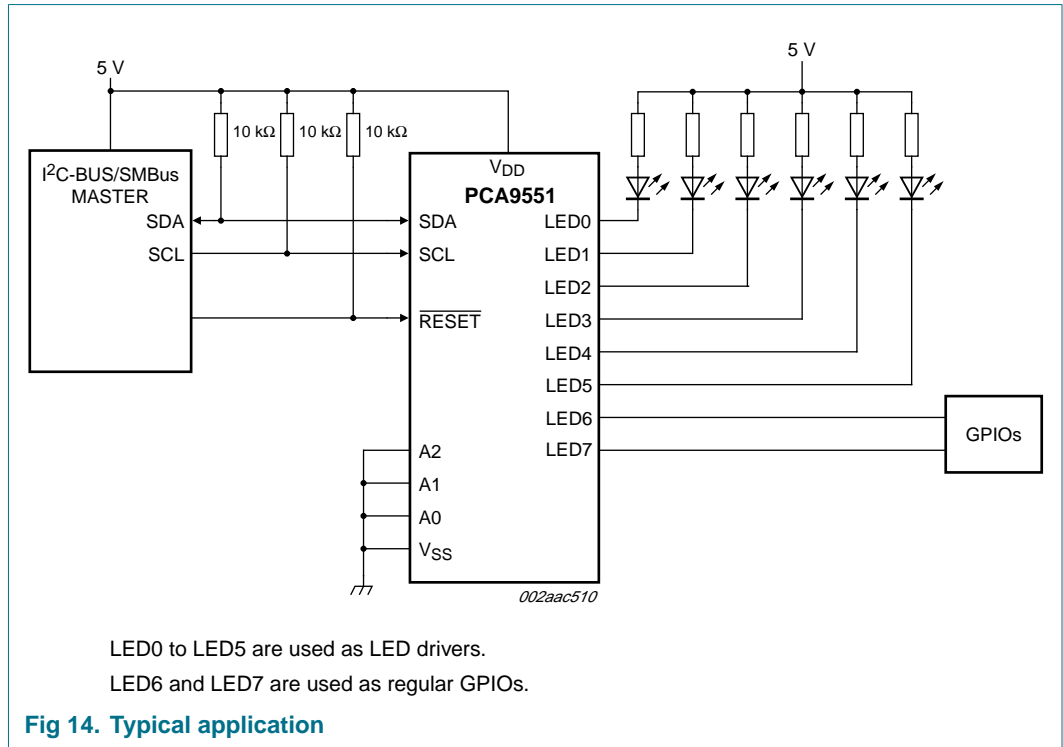 5 V
5 V
10 kΩ
10 kΩ
10 kΩ
I²C-BUS/SMBus
MASTER
SDA
SCL
VDD
PCA9551
SDA
SCL
RESET
A2
A1
A0
VSS
LED0
LED1
LED2
LED3
LED4
LED5
LED6
LED7
GPIOs
002aac510
LED0 to LED5 are used as LED drivers.
LED6 and LED7 are used as regular GPIOs.
Fig 14. Typical application